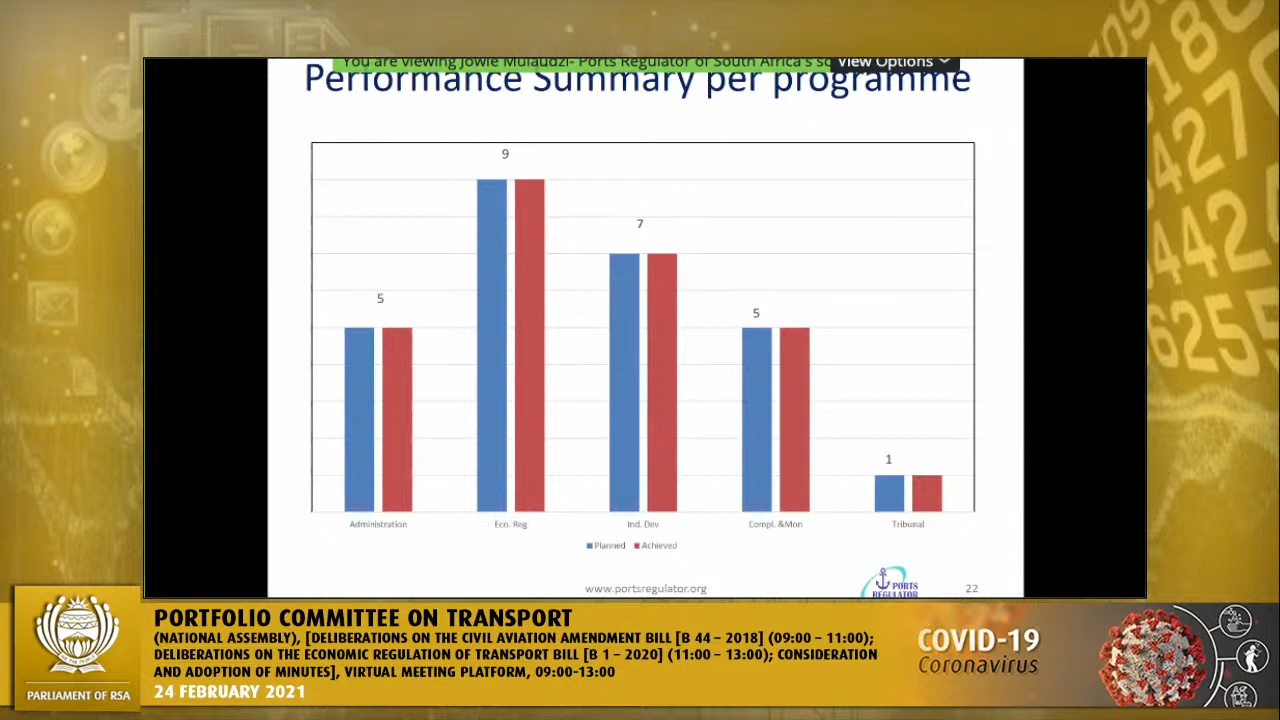 You are viewing Jowie Mulaudzi- Ports Regulator of South Africa's sc
View Options
Performance Summary per programme
9
7
5
5
1
Administration
Eco. Reg
Ind. Dev
Compl. &Mon
Tribunal
Planned
Achieved
www.portsregulator.org
PORTS
REGULATOR
22
PARLIAMENT OF RSA
PORTFOLIO COMMITTEE ON TRANSPORT
(NATIONAL ASSEMBLY), [DELIBERATIONS ON THE CIVIL AVIATION AMENDMENT BILL [B 44 – 2018] (09:00 – 11:00);
DELIBERATIONS ON THE ECONOMIC REGULATION OF TRANSPORT BILL [B 1 – 2020] (11:00 – 13:00); CONSIDERATION
AND ADOPTION OF MINUTES], VIRTUAL MEETING PLATFORM, 09:00-13:00
24 FEBRUARY 2021
COVID-19
Coronavirus